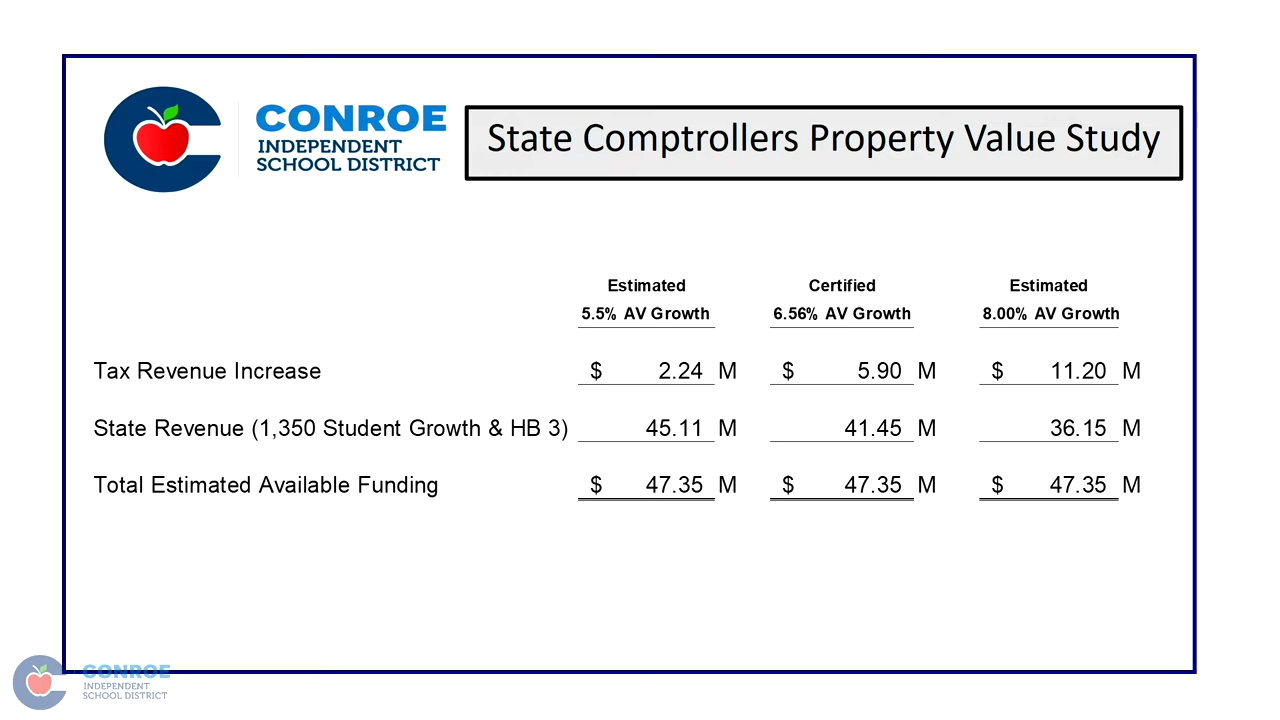 CONROE
INDEPENDENT
SCHOOL DISTRICT
State Comptrollers Property Value Study
Estimated Certified Estimated
5.5% AV Growth 6.56% AV Growth 8.00% AV Growth
Tax Revenue Increase $ 2.24 M $ 5.90 M $ 11.20 M
State Revenue (1,350 Student Growth & HB 3) 45.11 M 41.45 M 36.15 M
Total Estimated Available Funding $ 47.35 M $ 47.35 M $ 47.35 M
CONROE
INDEPENDENT
SCHOOL DISTRICT